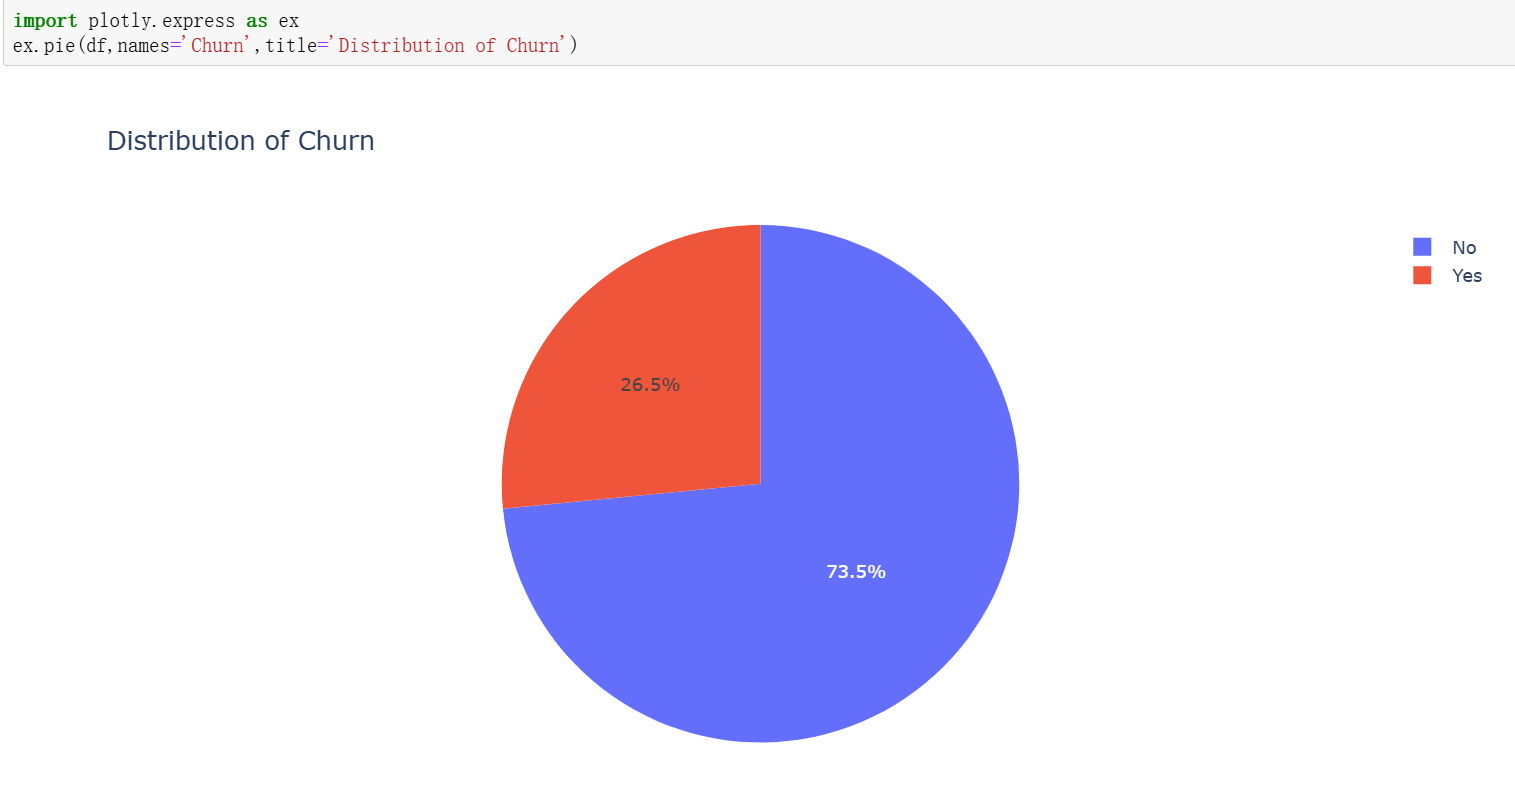 import plotly.express as ex
ex.pie(df,names='Churn',title='Distribution of Churn')
Distribution of Churn
No
Yes
26.5%
73.5%